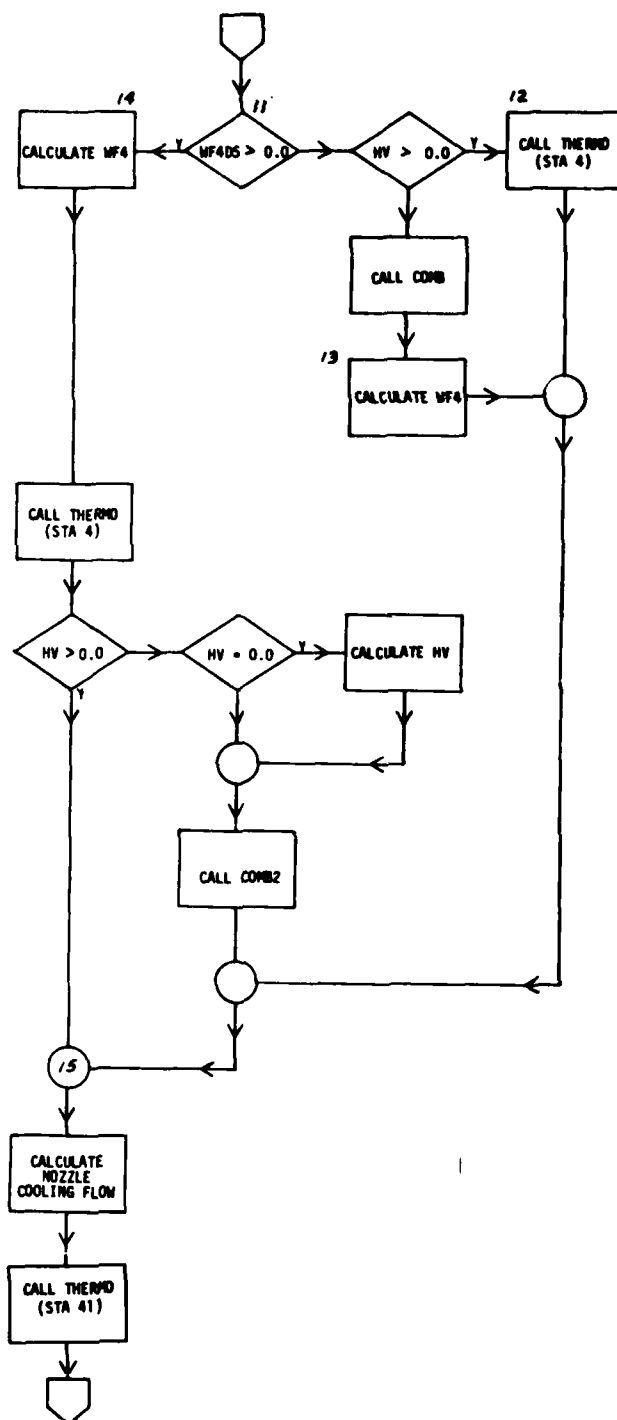 14
11
12
CALCULATE WF4
Y
WF4DS > 0.0
HV > 0.0
Y
CALL THERMO
(STA 4)
CALL COMB
13
CALCULATE WF4
CALL THERMO
(STA 4)
HV > 0.0
Y
HV = 0.0
Y
CALCULATE HV
CALL COMB2
15
CALCULATE
NOZZLE
COOLING FLOW
CALL THERMO
(STA 41)